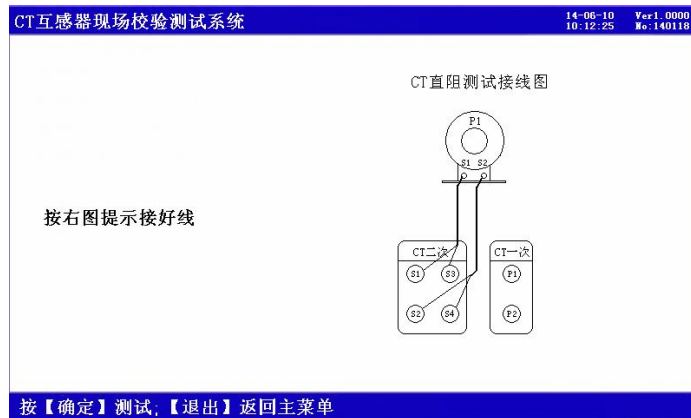 CT互感器现场校验测试系统
14-06-10 Ver1.0000
10:12:25 No:140118
CT直阻测试接线图
P1
S1 S2
按右图提示接好线
CT二次 CT一次
S1 S3 P1
S2 S4 P2
按【确定】测试;【退出】返回主菜单